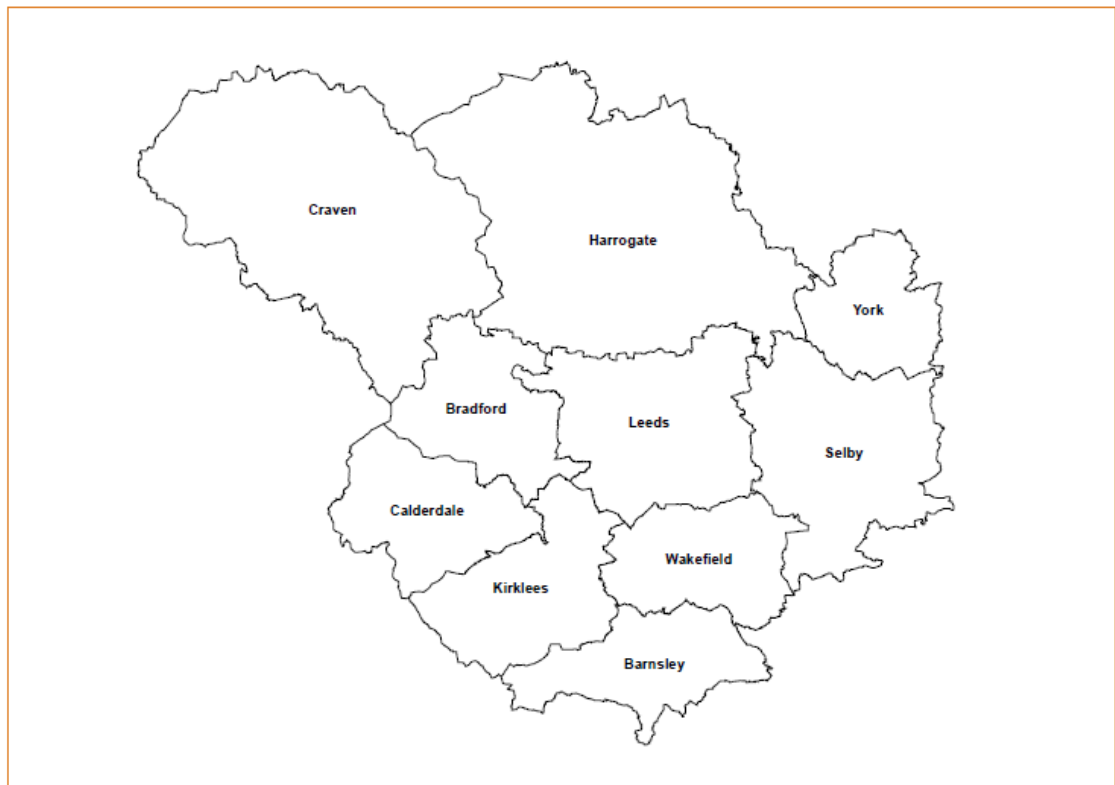 Craven
Harrogate
York
Bradford
Leeds
Selby
Calderdale
Wakefield
Kirklees
Barnsley